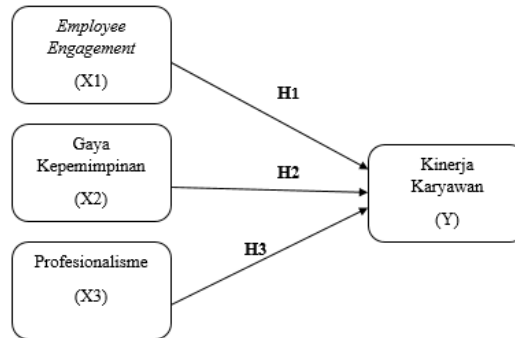 Employee
Engagement
(X1)
H1
Gaya
Kepemimpinan
(X2)
H2
Kinerja
Karyawan
(Y)
H3
Profesionalisme
(X3)